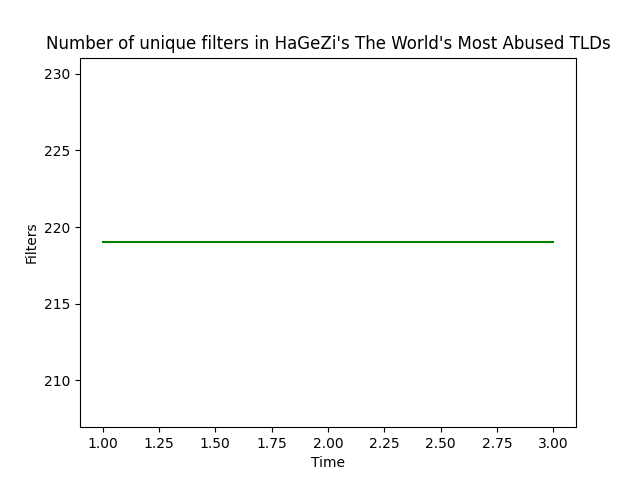 Number of unique filters in HaGeZi's The World's Most Abused TLDs
230
225
220
215
210
Filters
1.00 1.25 1.50 1.75 2.00 2.25 2.50 2.75 3.00
Time